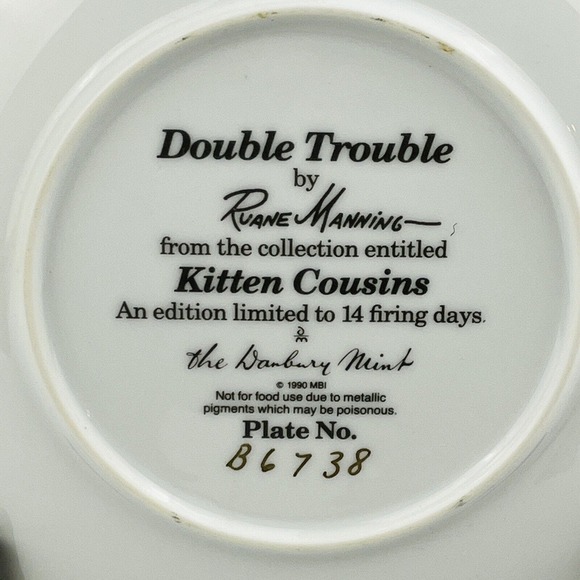 Double Trouble
by
Ruane Manning
from the collection entitled
Kitten Cousins
An edition limited to 14 firing days.
The Danbury Mint
© 1990 MBI
Not for food use due to metallic
pigments which may be poisonous.
Plate No.
B6738